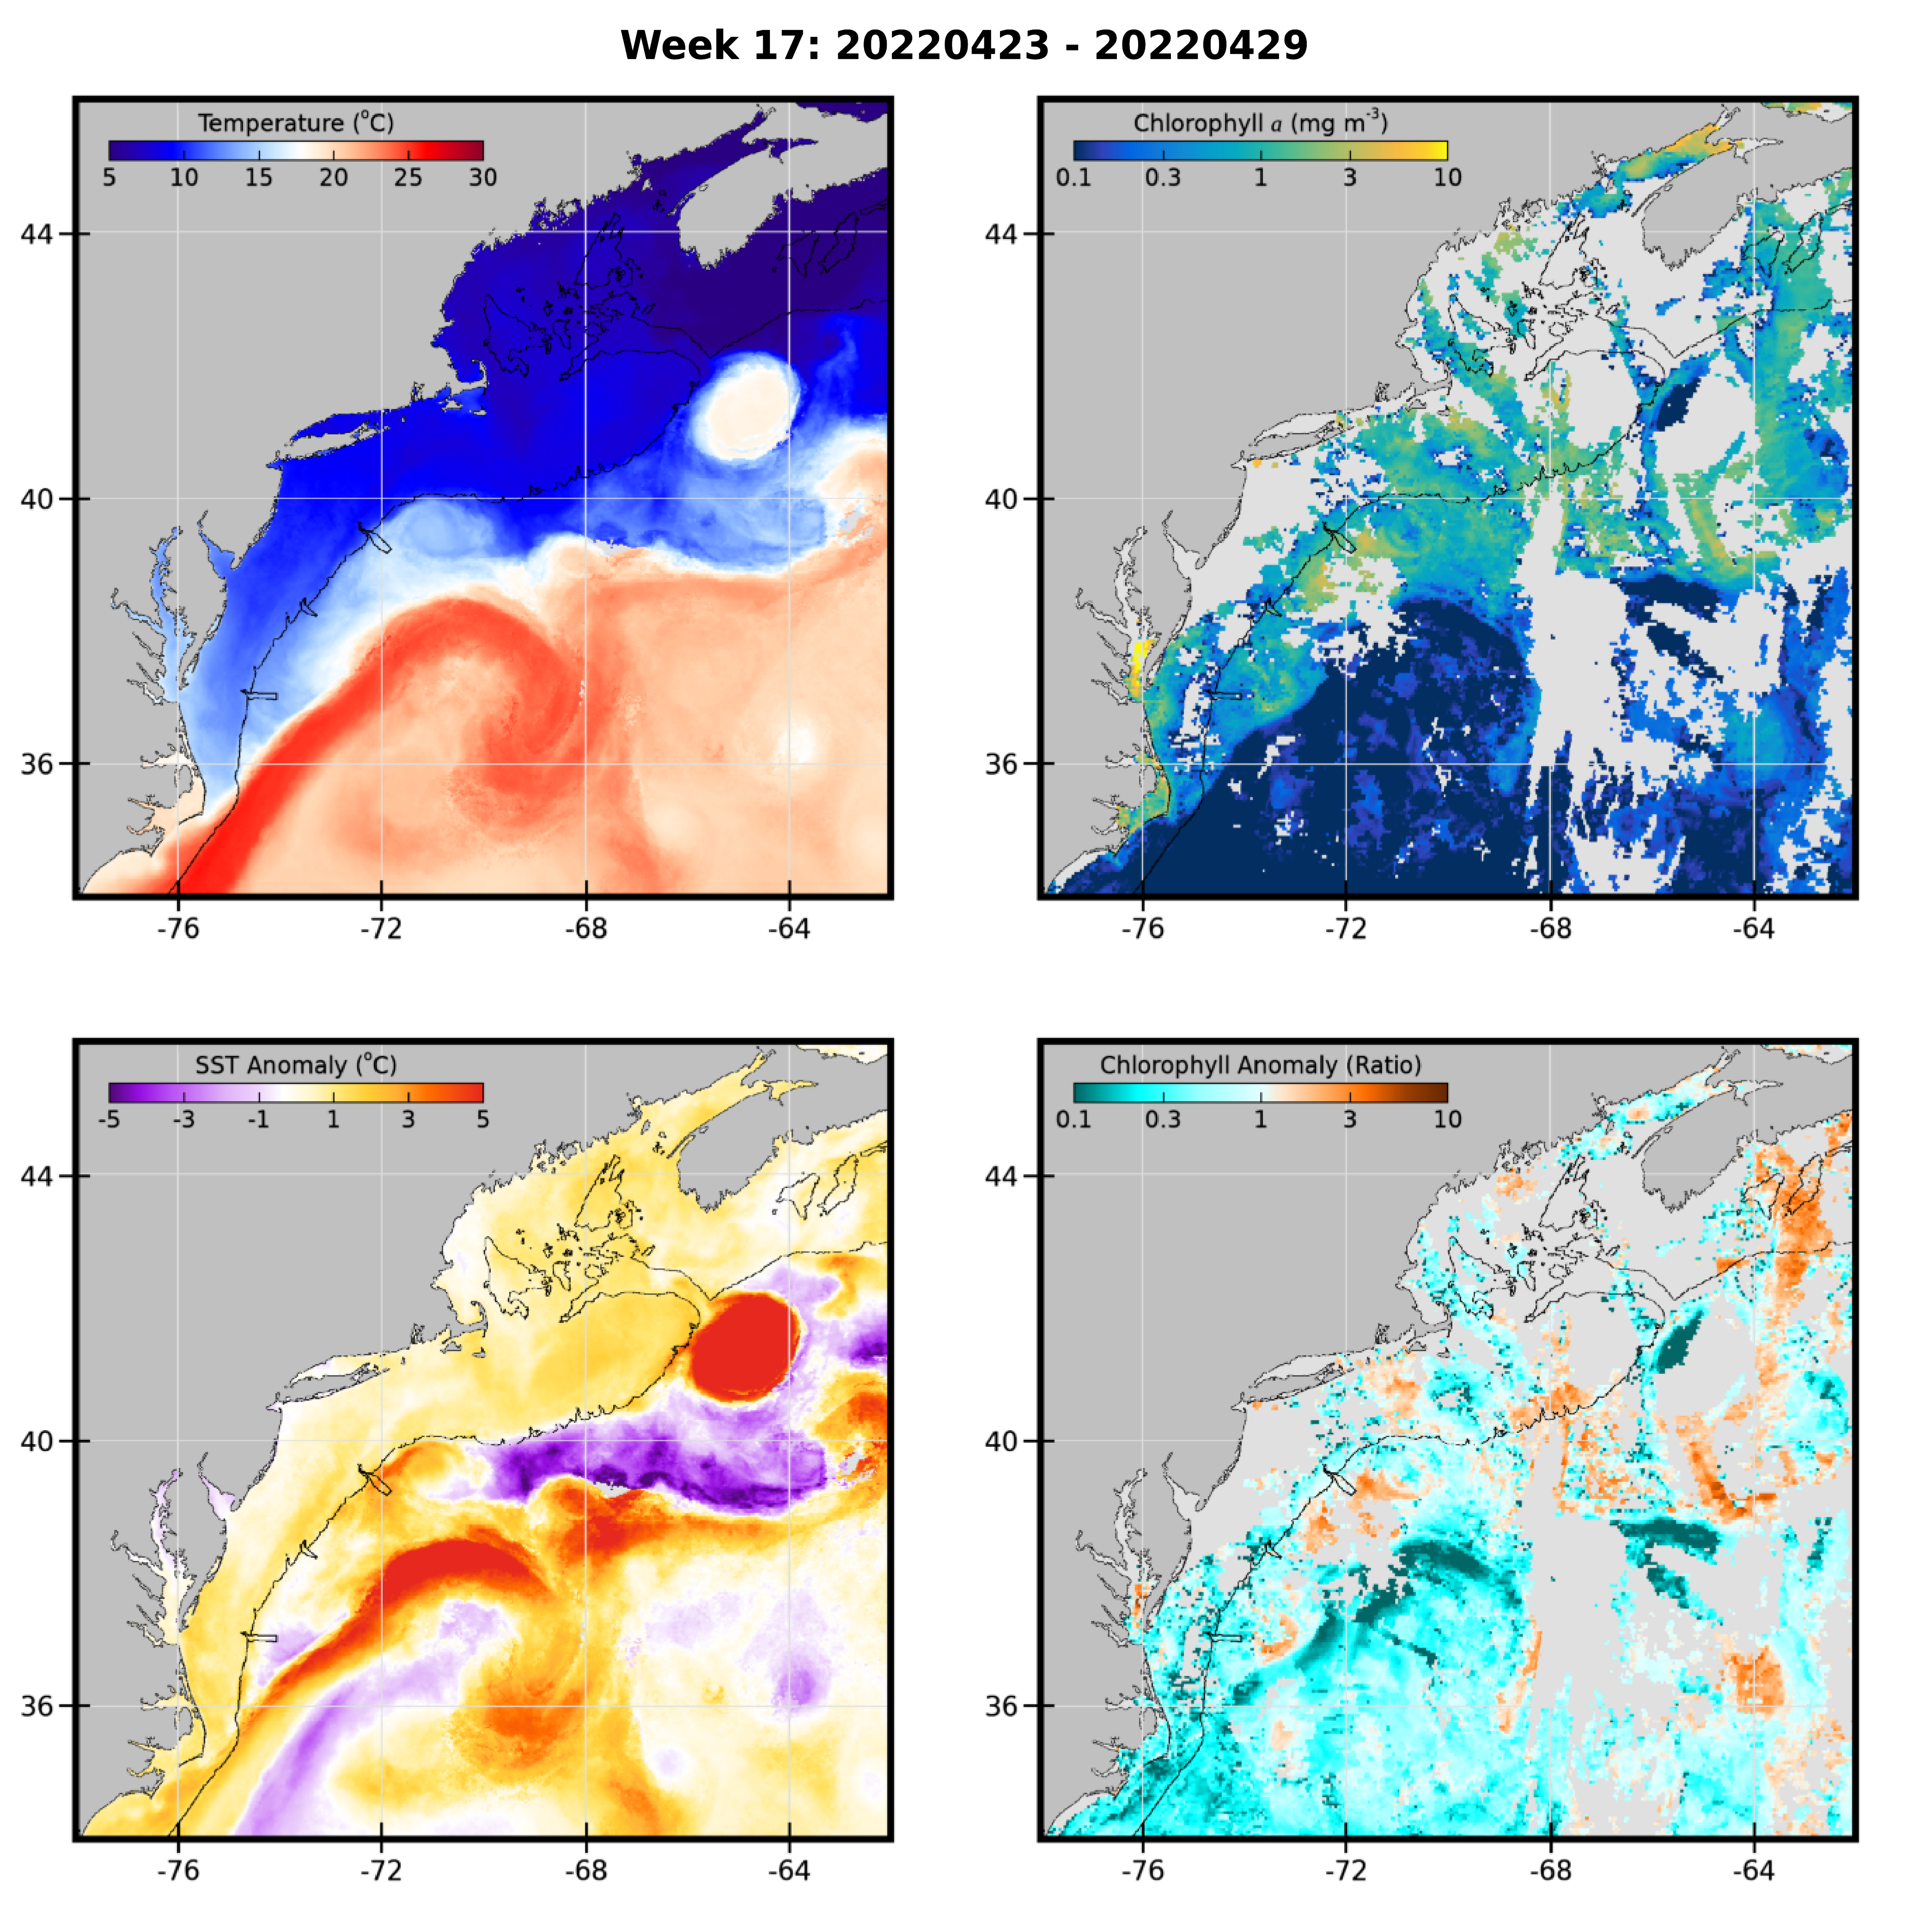 Week 17: 20220423 - 20220429
Temperature (°C)
5 10 15 20 25 30
44
40
36
-76 -72 -68 -64
Chlorophyll a (mg m⁻³)
0.1 0.3 1 3 10
44
40
36
-76 -72 -68 -64
SST Anomaly (°C)
-5 -3 -1 1 3 5
44
40
36
-76 -72 -68 -64
Chlorophyll Anomaly (Ratio)
0.1 0.3 1 3 10
44
40
36
-76 -72 -68 -64